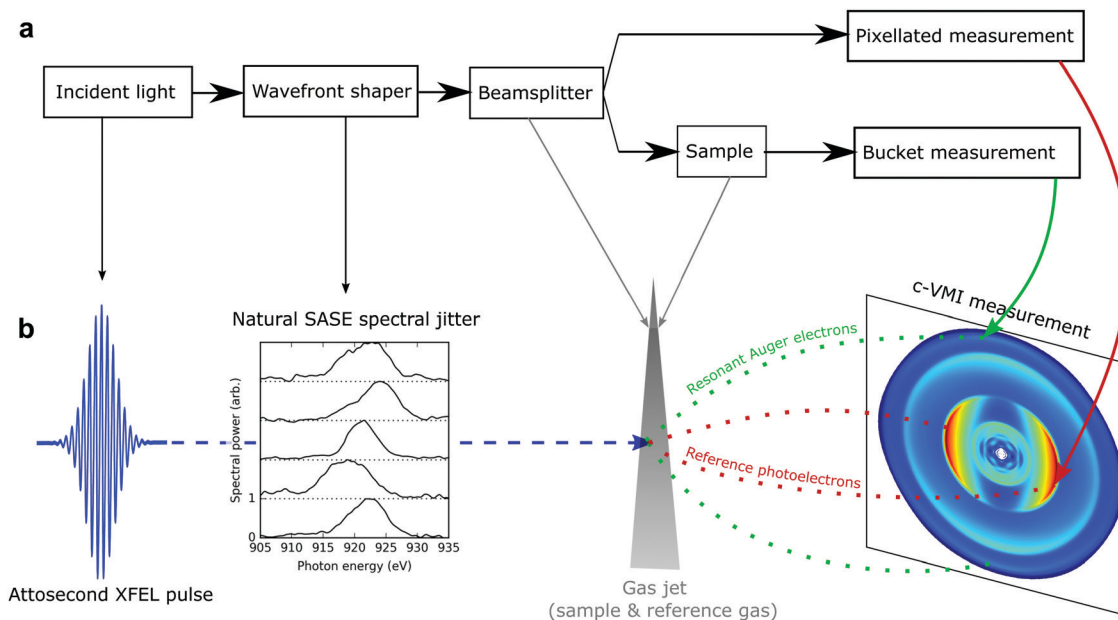 a
Pixellated measurement
Incident light
Wavefront shaper
Beamsplitter
Sample
Bucket measurement
b
Natural SASE spectral jitter
c-VMI measurement
Resonant Auger electrons
Reference photoelectrons
Spectral power (arb.)
1
0
905 910 915 920 925 930 935
Photon energy (eV)
Attosecond XFEL pulse
Gas jet
(sample & reference gas)